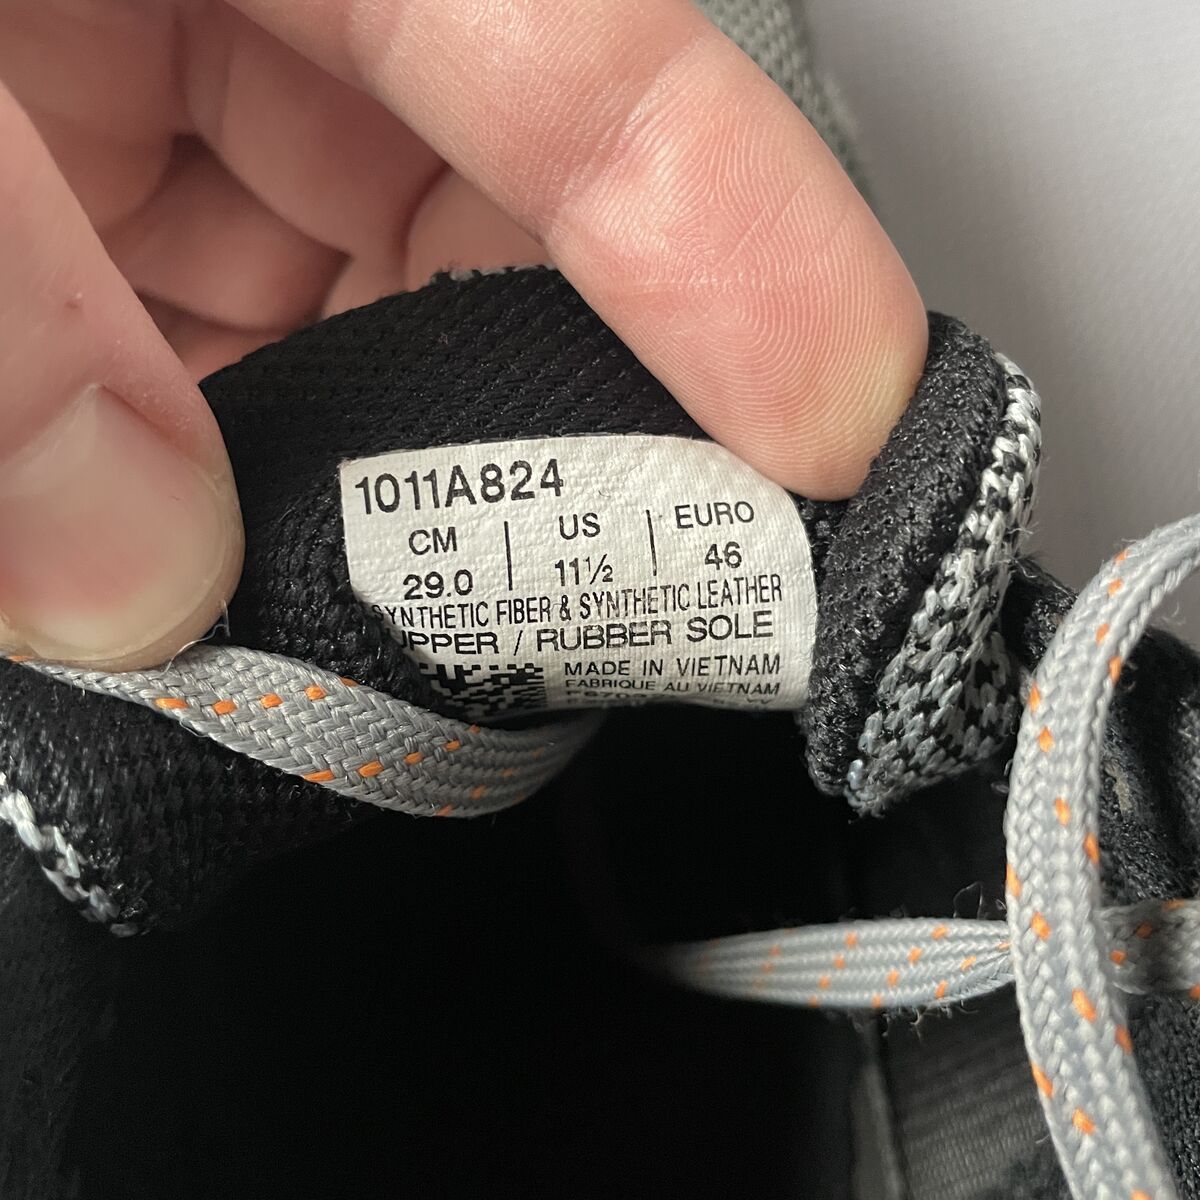 1011A824
CM | US | EURO
29.0 | 11½ | 46
SYNTHETIC FIBER & SYNTHETIC LEATHER
UPPER / RUBBER SOLE
MADE IN VIETNAM
FABRIQUE AU VIETNAM